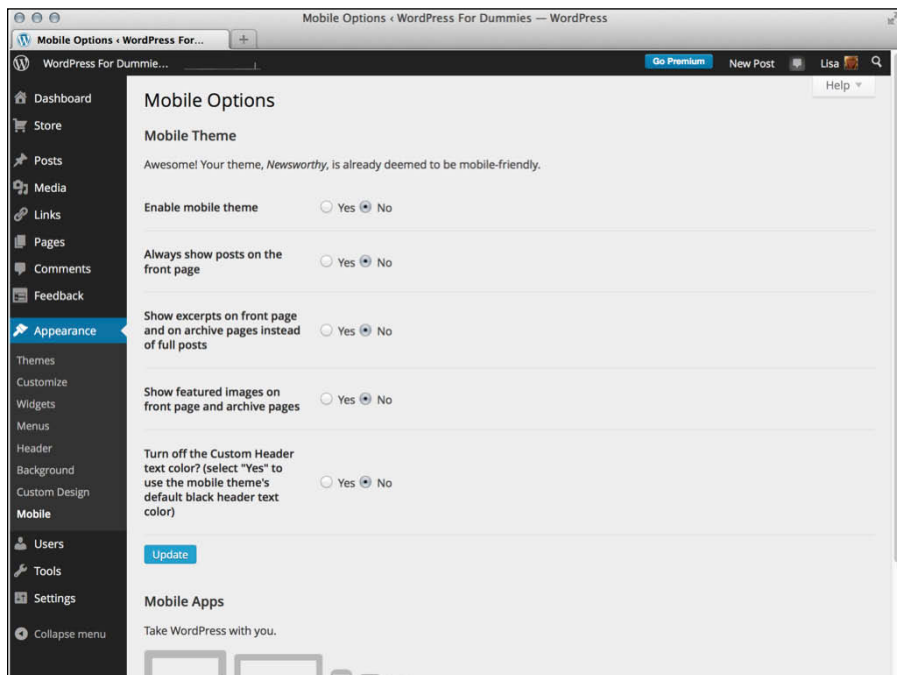 Mobile Options ‹ WordPress For Dummies — WordPress
Mobile Options ‹ WordPress For...
+
WordPress For Dummie...
Go Premium
New Post
Lisa
Help
Dashboard
Store
Posts
Media
Links
Pages
Comments
Feedback
Appearance
Themes
Customize
Widgets
Menus
Header
Background
Custom Design
Mobile
Users
Tools
Settings
Collapse menu
Mobile Options
Mobile Theme
Awesome! Your theme, Newsworthy, is already deemed to be mobile-friendly.
Enable mobile theme
Yes No
Always show posts on the
front page
Yes No
Show excerpts on front page
and on archive pages instead
of full posts
Yes No
Show featured images on
front page and archive pages
Yes No
Turn off the Custom Header
text color? (select "Yes" to
use the mobile theme's
default black header text
color)
Yes No
Update
Mobile Apps
Take WordPress with you.